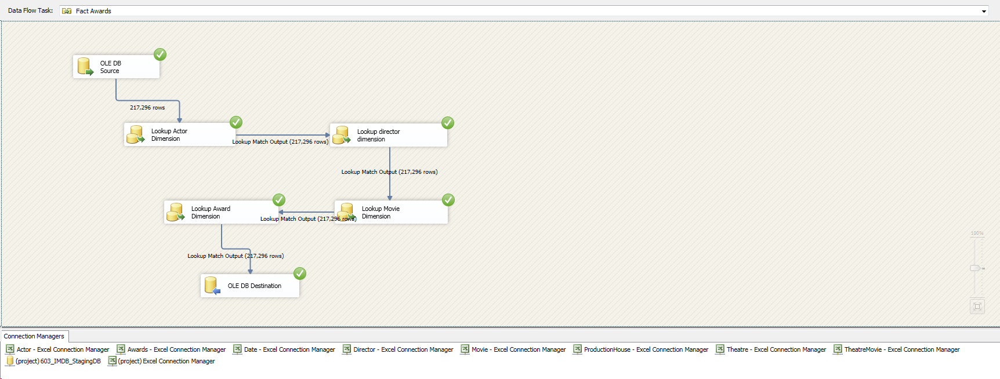 Data Flow Task: Fact Awards
OLE DB
Source
217,296 rows
Lookup Actor
Dimension
Lookup Match Output (217,296 rows)
Lookup director
dimension
Lookup Match Output (217,296 rows)
Lookup Movie
Dimension
Lookup Match Output (217,296 rows)
Lookup Award
Dimension
Lookup Match Output (217,296 rows)
OLE DB Destination
100%
Connection Managers
Actor - Excel Connection Manager Awards - Excel Connection Manager Date - Excel Connection Manager Director - Excel Connection Manager Movie - Excel Connection Manager ProductionHouse - Excel Connection Manager Theatre - Excel Connection Manager TheatreMovie - Excel Connection Manager
(project) 603_IMDB_StagingDB (project) Excel Connection Manager